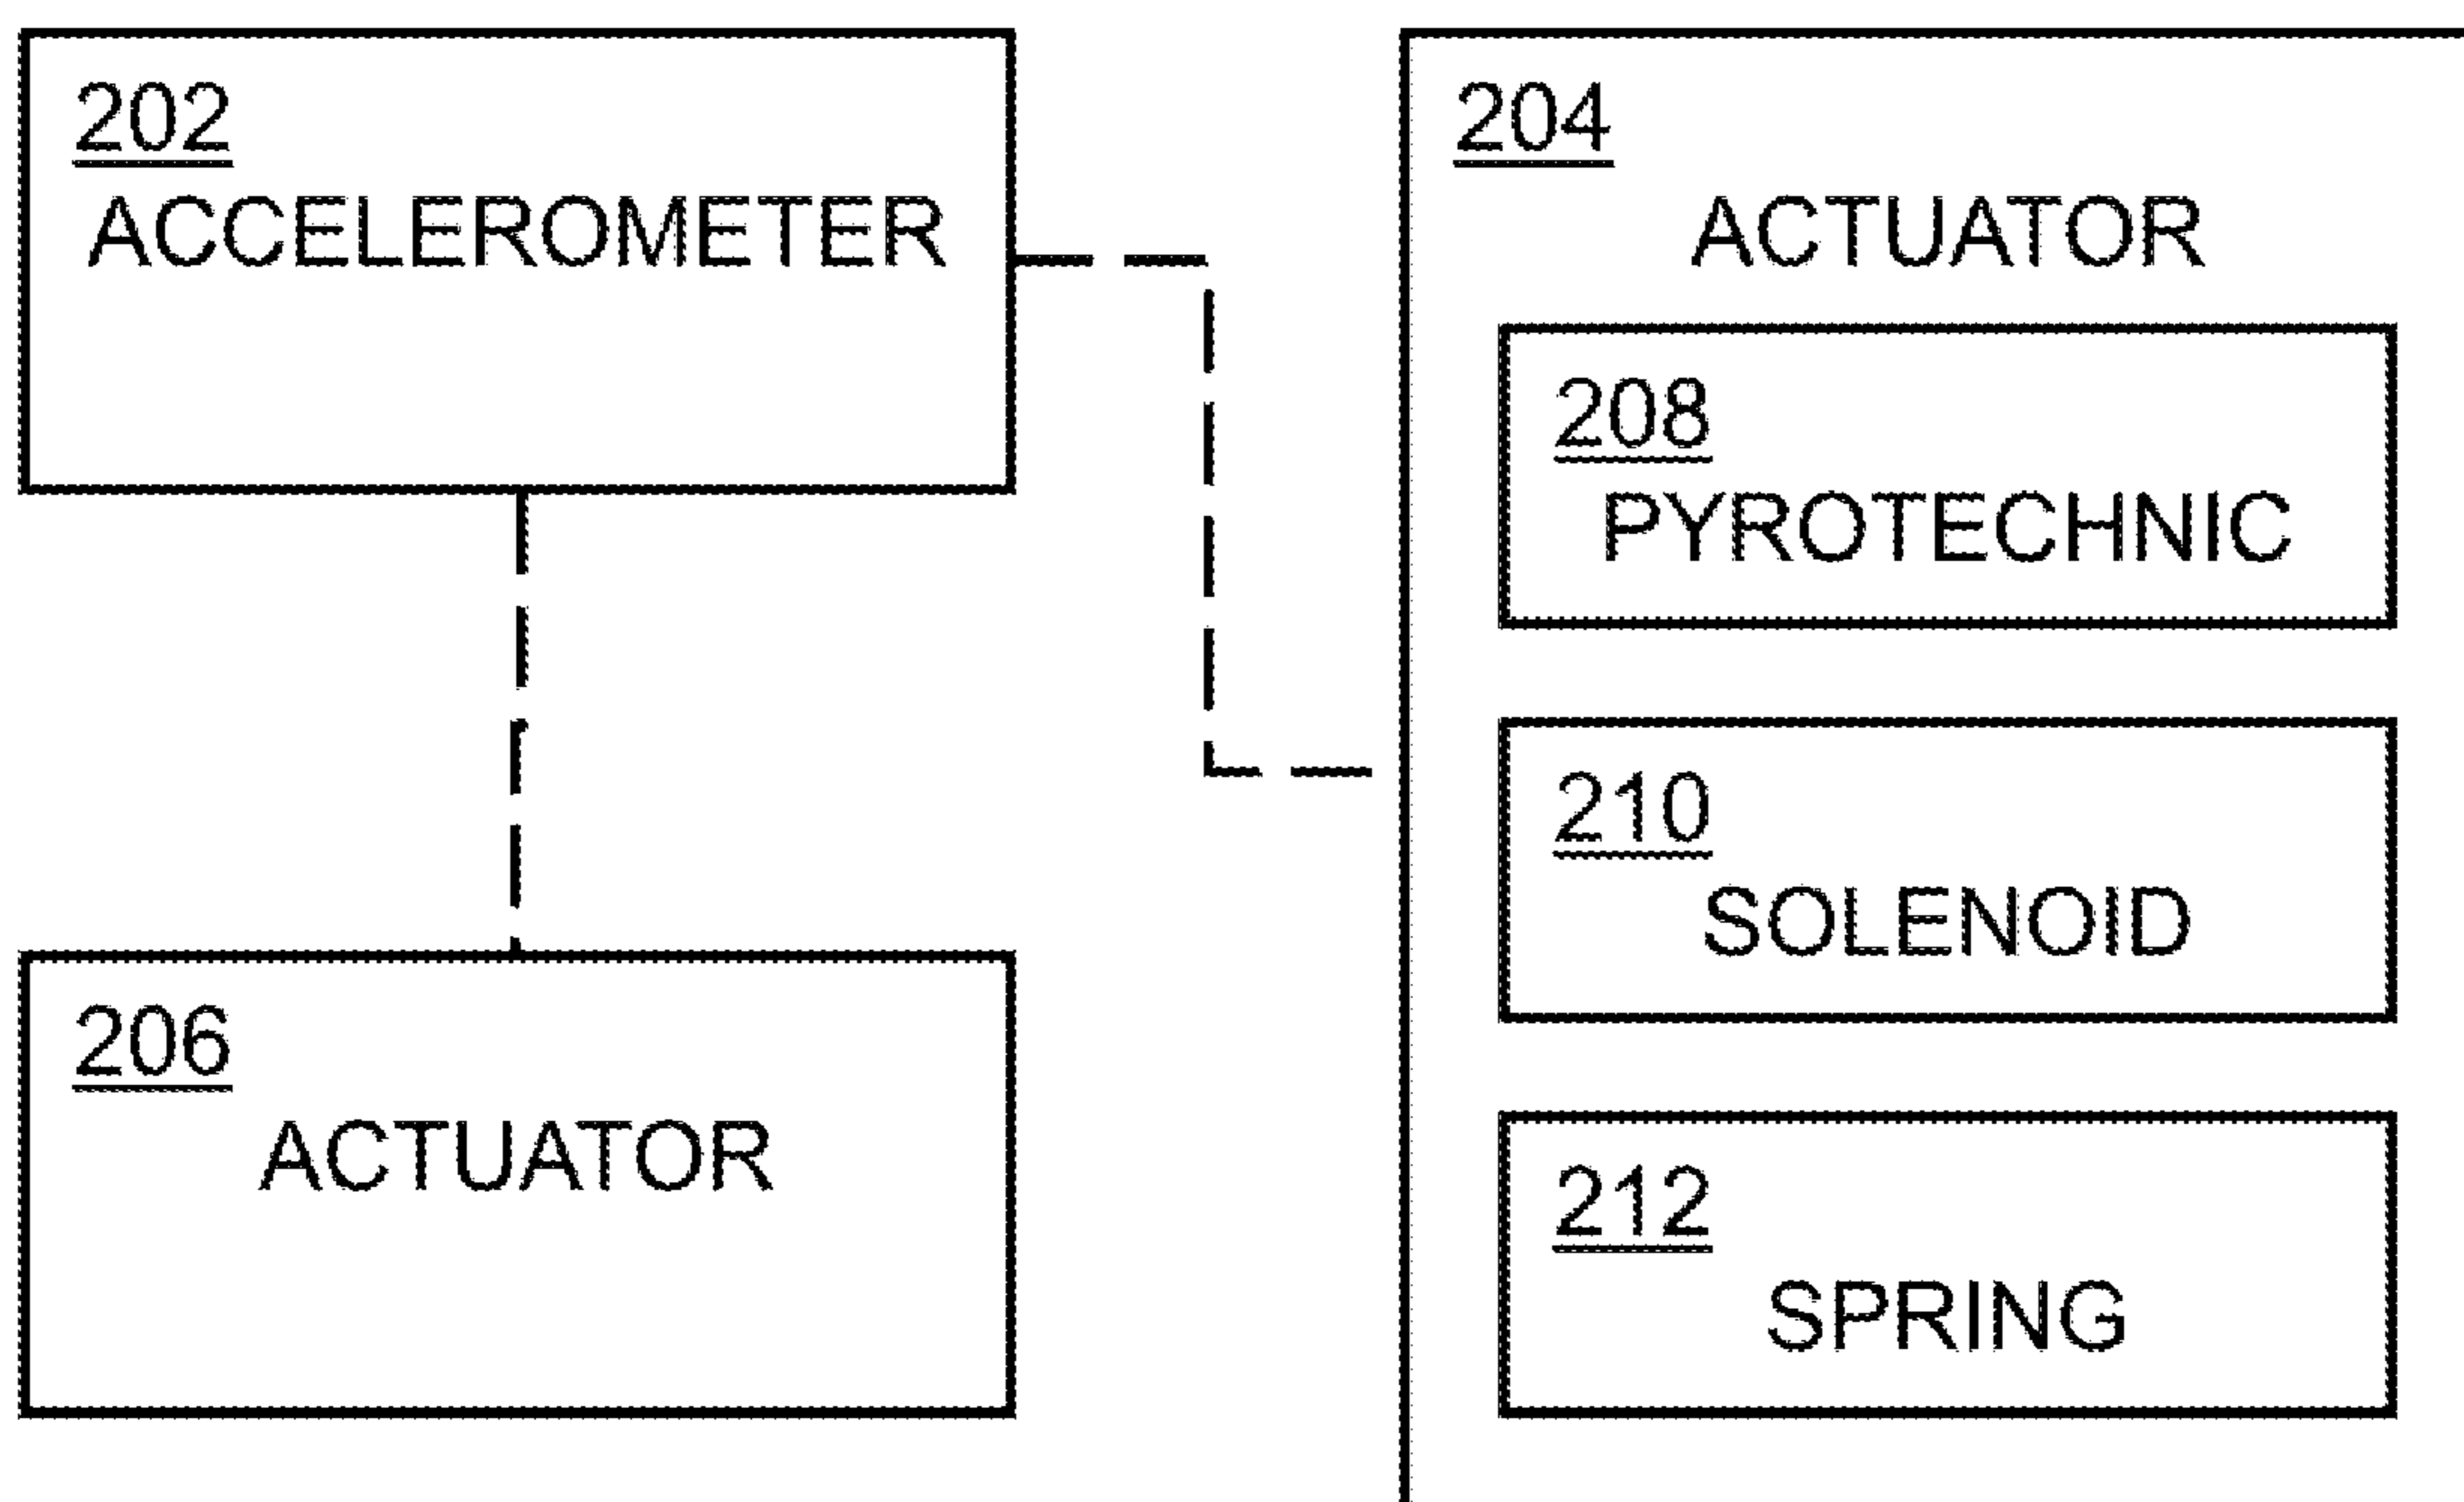 202
ACCELEROMETER
204
ACTUATOR
208
PYROTECHNIC
210
SOLENOID
206
ACTUATOR
212
SPRING